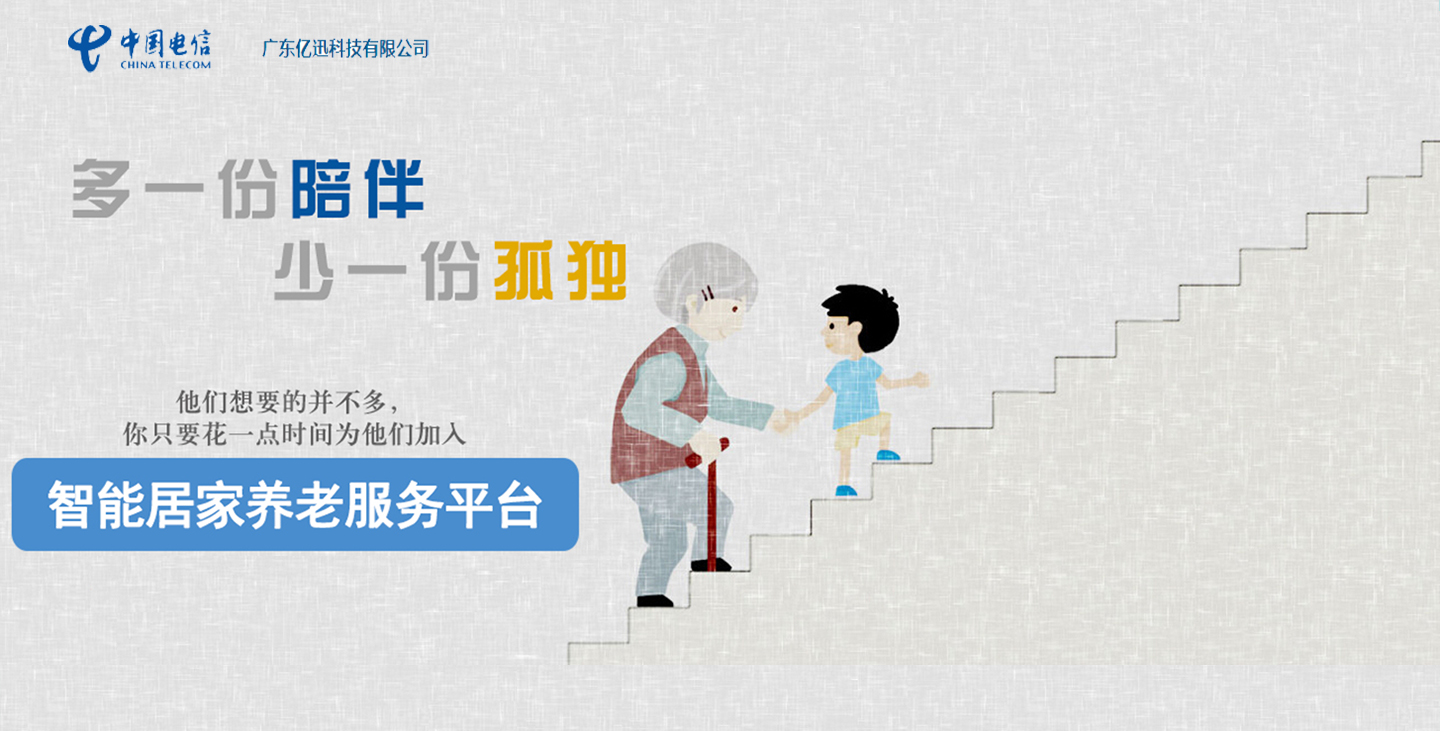 中国电信 广东亿迅科技有限公司
CHINA TELECOM
多一份陪伴
少一份孤独
他们想要的并不多，
你只要花一点时间为他们加入
智能居家养老服务平台